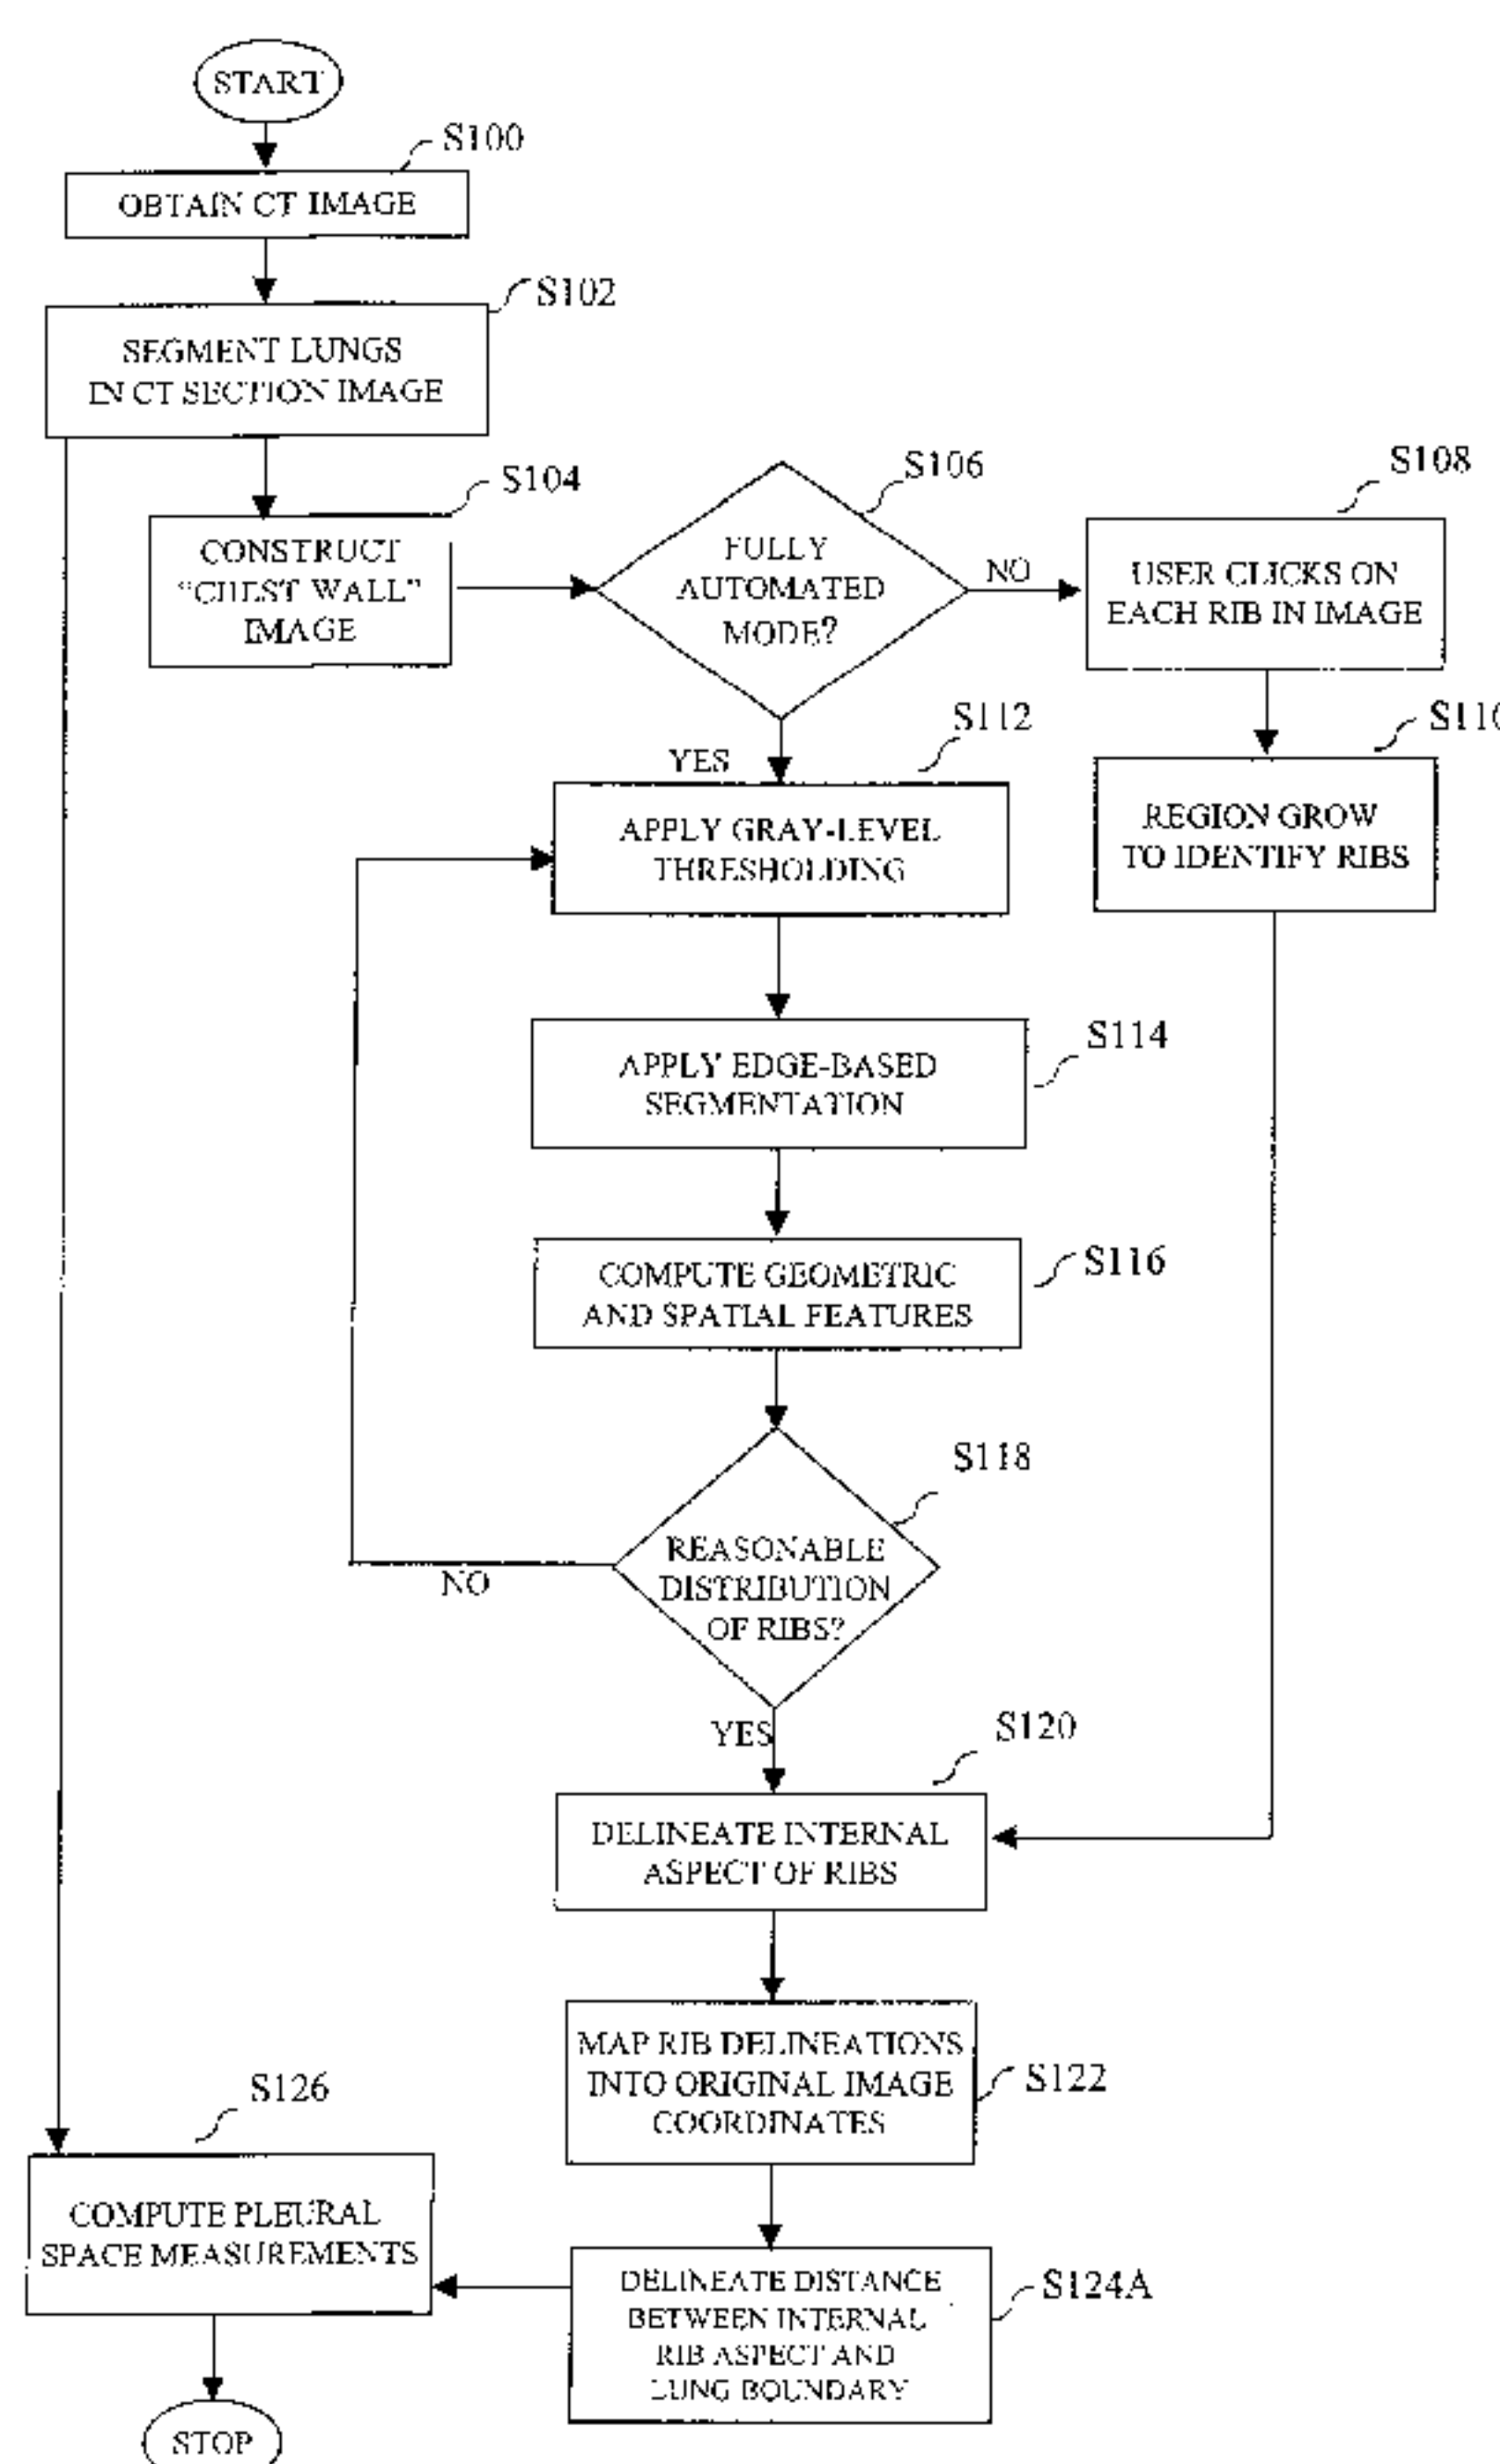 START
S100
OBTAIN CT IMAGE
S102
SEGMENT LUNGS
IN CT SECTION IMAGE
S104
CONSTRUCT
"CHEST WALL"
IMAGE
S106
FULLY
AUTOMATED
MODE?
NO
S108
USER CLICKS ON
EACH RIB IN IMAGE
S110
REGION GROW
TO IDENTIFY RIBS
YES
S112
APPLY GRAY-LEVEL
THRESHOLDING
S114
APPLY EDGE-BASED
SEGMENTATION
S116
COMPUTE GEOMETRIC
AND SPATIAL FEATURES
S118
REASONABLE
DISTRIBUTION
OF RIBS?
NO
YES
S120
DELINEATE INTERNAL
ASPECT OF RIBS
S122
MAP RIB DELINEATIONS
INTO ORIGINAL IMAGE
COORDINATES
S124A
DELINEATE DISTANCE
BETWEEN INTERNAL
RIB ASPECT AND
LUNG BOUNDARY
S126
COMPUTE PLEURAL
SPACE MEASUREMENTS
STOP